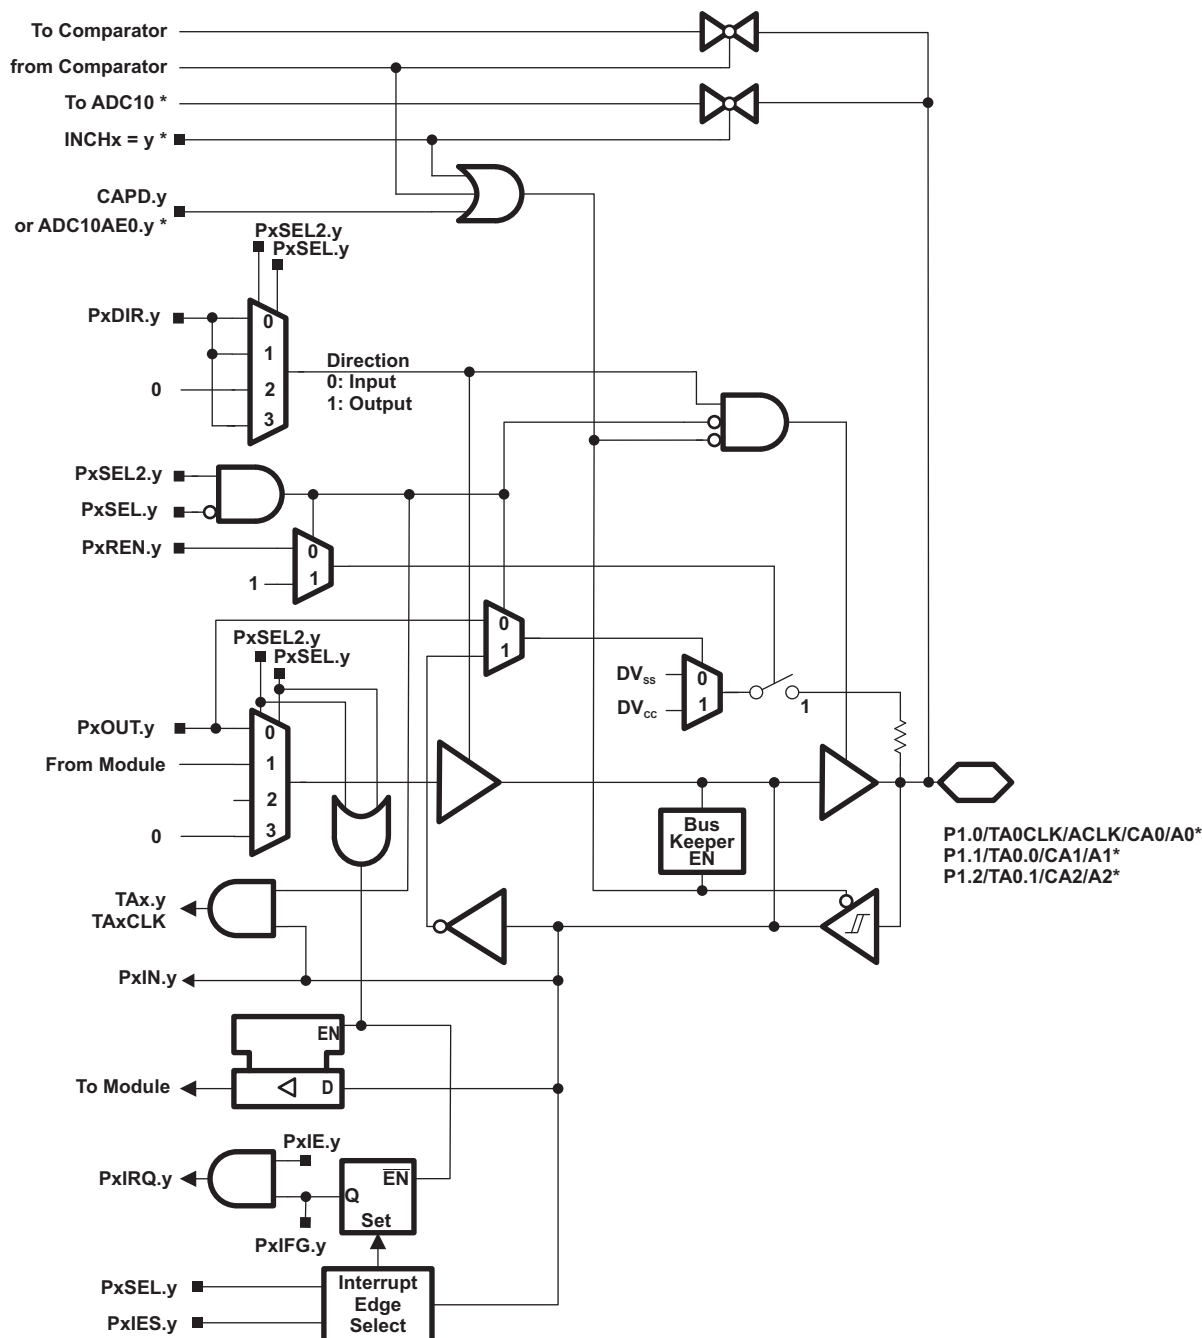 To Comparator
from Comparator
To ADC10 *
INCHx = y *
CAPD.y
or ADC10AE0.y *
PxSEL2.y
PxSEL.y
PxDIR.y
0
1
0
2
3
Direction
0: Input
1: Output
PxSEL2.y
PxSEL.y
PxREN.y
0
1
1
0
1
PxSEL2.y
PxSEL.y
DVSS
0
DVCC
1
1
PxOUT.y
0
From Module
1
2
0
3
Bus
Keeper
EN
P1.0/TA0CLK/ACLK/CA0/A0*
P1.1/TA0.0/CA1/A1*
P1.2/TA0.1/CA2/A2*
TAx.y
TAxCLK
PxIN.y
EN
To Module
D
PxIE.y
PxIRQ.y
EN
Q
Set
PxIFG.y
PxSEL.y
PxIES.y
Interrupt
Edge
Select